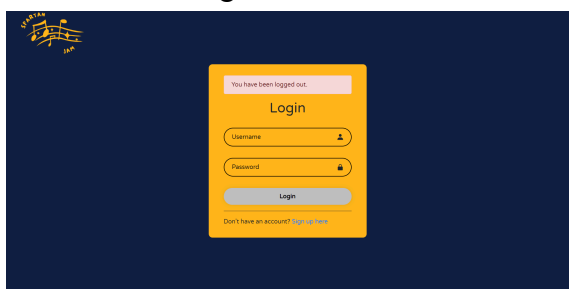 SPARTAN
JAM
You have been logged out.
Login
Username
Password
Login
Don't have an account? Sign up here